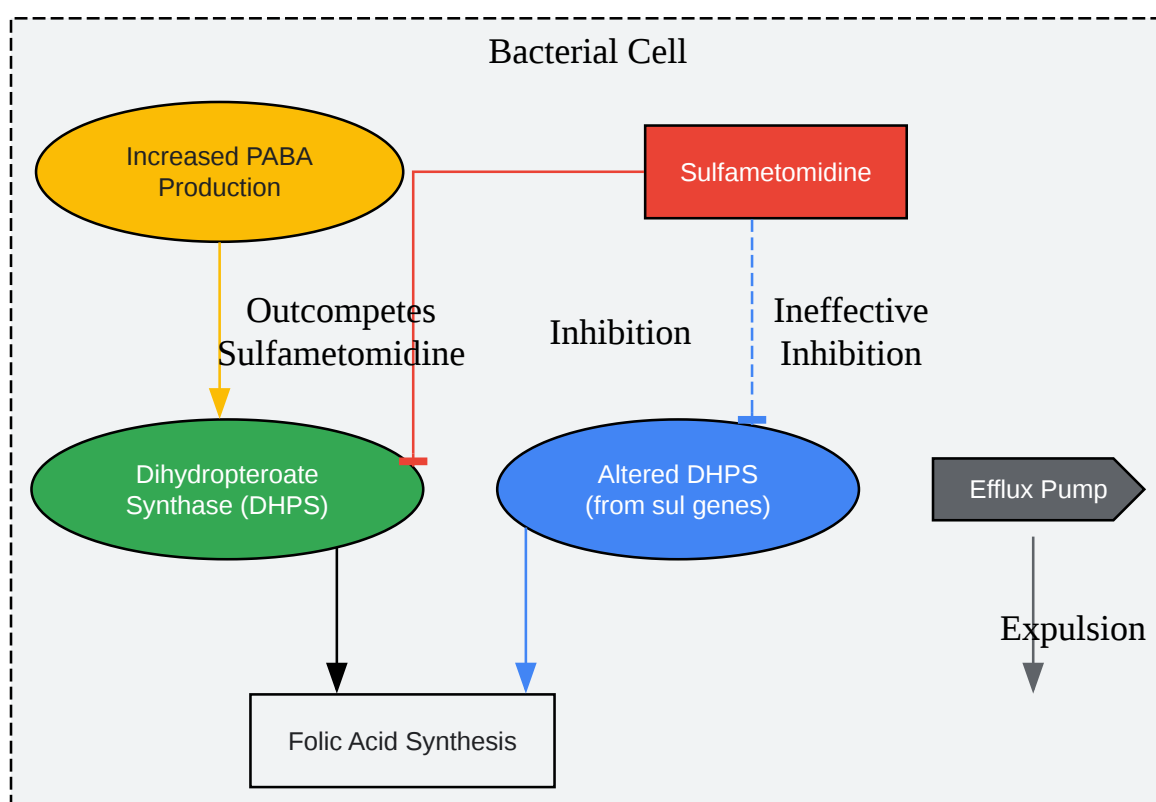 Bacterial Cell
Increased PABA
Production
Sulfametomidine
Outcompetes
Sulfametomidine
Inhibition
Ineffective
Inhibition
Dihydropteroate
Synthase (DHPS)
Altered DHPS
(from sul genes)
Efflux Pump
Expulsion
Folic Acid Synthesis